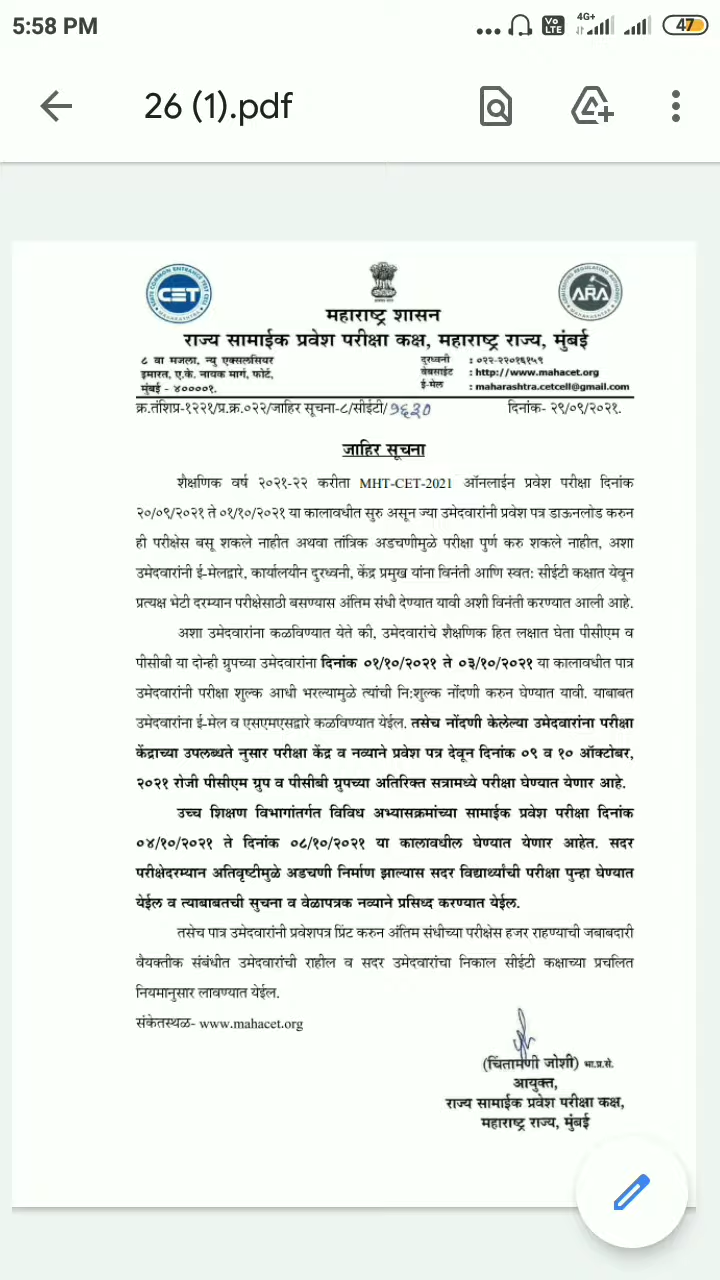 5:58 PM
Vo LTE 4G+ 47
26 (1).pdf
CET
ARA
महाराष्ट्र शासन
राज्य सामाईक प्रवेश परीक्षा कक्ष, महाराष्ट्र राज्य, मुंबई
८ वा मजला, न्यु एक्सलसियर
इमारत, ए.के. नायक मार्ग, फोर्ट,
मुंबई - ४००००१.
दुरध्वनी : ०२२-२२०१६१५९
वेबसाईट : http://www.mahacet.org
ई-मेल : maharashtra.cetcell@gmail.com
क्र.तंशिप्र-१२२१/प्र.क्र.०२२/जाहिर सूचना-८/सीईटी/१६३० दिनांक- २९/०९/२०२१.
जाहिर सूचना
शैक्षणिक वर्ष २०२१-२२ करीता MHT-CET-2021 ऑनलाईन प्रवेश परीक्षा दिनांक
२०/०९/२०२१ ते ०१/१०/२०२१ या कालावधीत सुरु असून ज्या उमेदवारांनी प्रवेश पत्र डाऊनलोड करुन
ही परीक्षेस बसू शकले नाहीत अथवा तांत्रिक अडचणीमुळे परीक्षा पुर्ण करु शकले नाहीत, अशा
उमेदवारांनी ई-मेलद्वारे, कार्यालयीन दुरध्वनी, केंद्र प्रमुख यांना विनंती आणि स्वत: सीईटी कक्षात येवून
प्रत्यक्ष भेटी दरम्यान परीक्षेसाठी बसण्यास अंतिम संधी देण्यात यावी अशी विनंती करण्यात आली आहे.
अशा उमेदवारांना कळविण्यात येते की, उमेदवारांचे शैक्षणिक हित लक्षात घेता पीसीएम व
पीसीबी या दोन्ही ग्रुपच्या उमेदवारांना दिनांक ०१/१०/२०२१ ते ०३/१०/२०२१ या कालावधीत पात्र
उमेदवारांनी परीक्षा शुल्क आधी भरल्यामुळे त्यांची नि:शुल्क नोंदणी करुन घेण्यात यावी. याबाबत
उमेदवारांना ई-मेल व एसएमएसद्वारे कळविण्यात येईल. तसेच नोंदणी केलेल्या उमेदवारांना परीक्षा
केंद्राच्या उपलब्धते नुसार परीक्षा केंद्र व नव्याने प्रवेश पत्र देवून दिनांक ०९ व १० ऑक्टोबर,
२०२१ रोजी पीसीएम ग्रुप व पीसीबी ग्रुपच्या अतिरिक्त सत्रामध्ये परीक्षा घेण्यात येणार आहे.
उच्च शिक्षण विभागांतर्गत विविध अभ्यासक्रमांच्या सामाईक प्रवेश परीक्षा दिनांक
०४/१०/२०२१ ते दिनांक ०८/१०/२०२१ या कालावधील घेण्यात येणार आहेत. सदर
परीक्षेदरम्यान अतिवृष्टीमुळे अडचणी निर्माण झाल्यास सदर विद्यार्थ्यांची परीक्षा पुन्हा घेण्यात
येईल व त्याबाबतची सुचना व वेळापत्रक नव्याने प्रसिध्द करण्यात येईल.
तसेच पात्र उमेदवारांनी प्रवेशपत्र प्रिंट करुन अंतिम संधीच्या परीक्षेस हजर राहण्याची जबाबदारी
वैयक्तीक संबंधीत उमेदवारांची राहील व सदर उमेदवारांचा निकाल सीईटी कक्षाच्या प्रचलित
नियमानुसार लावण्यात येईल.
संकेतस्थळ- www.mahacet.org
(चिंतामणी जोशी) भा.प्र.से.
आयुक्त,
राज्य सामाईक प्रवेश परीक्षा कक्ष,
महाराष्ट्र राज्य, मुंबई